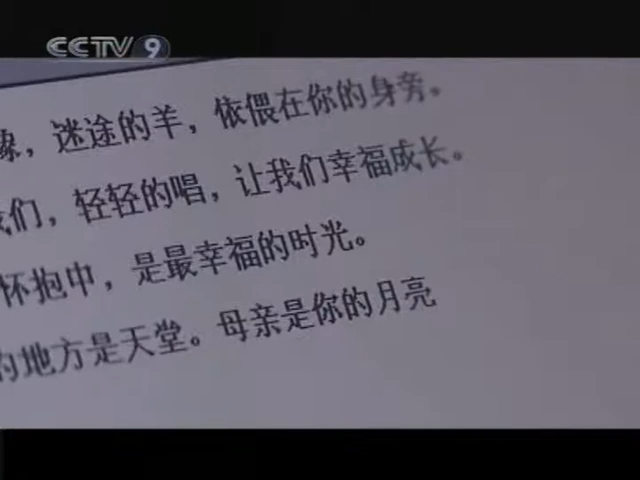 CCTV 9
，迷途的羊，依偎在你的身旁。
我们，轻轻的唱，让我们幸福成长。
怀抱中，是最幸福的时光。
的地方是天堂。母亲是你的月亮